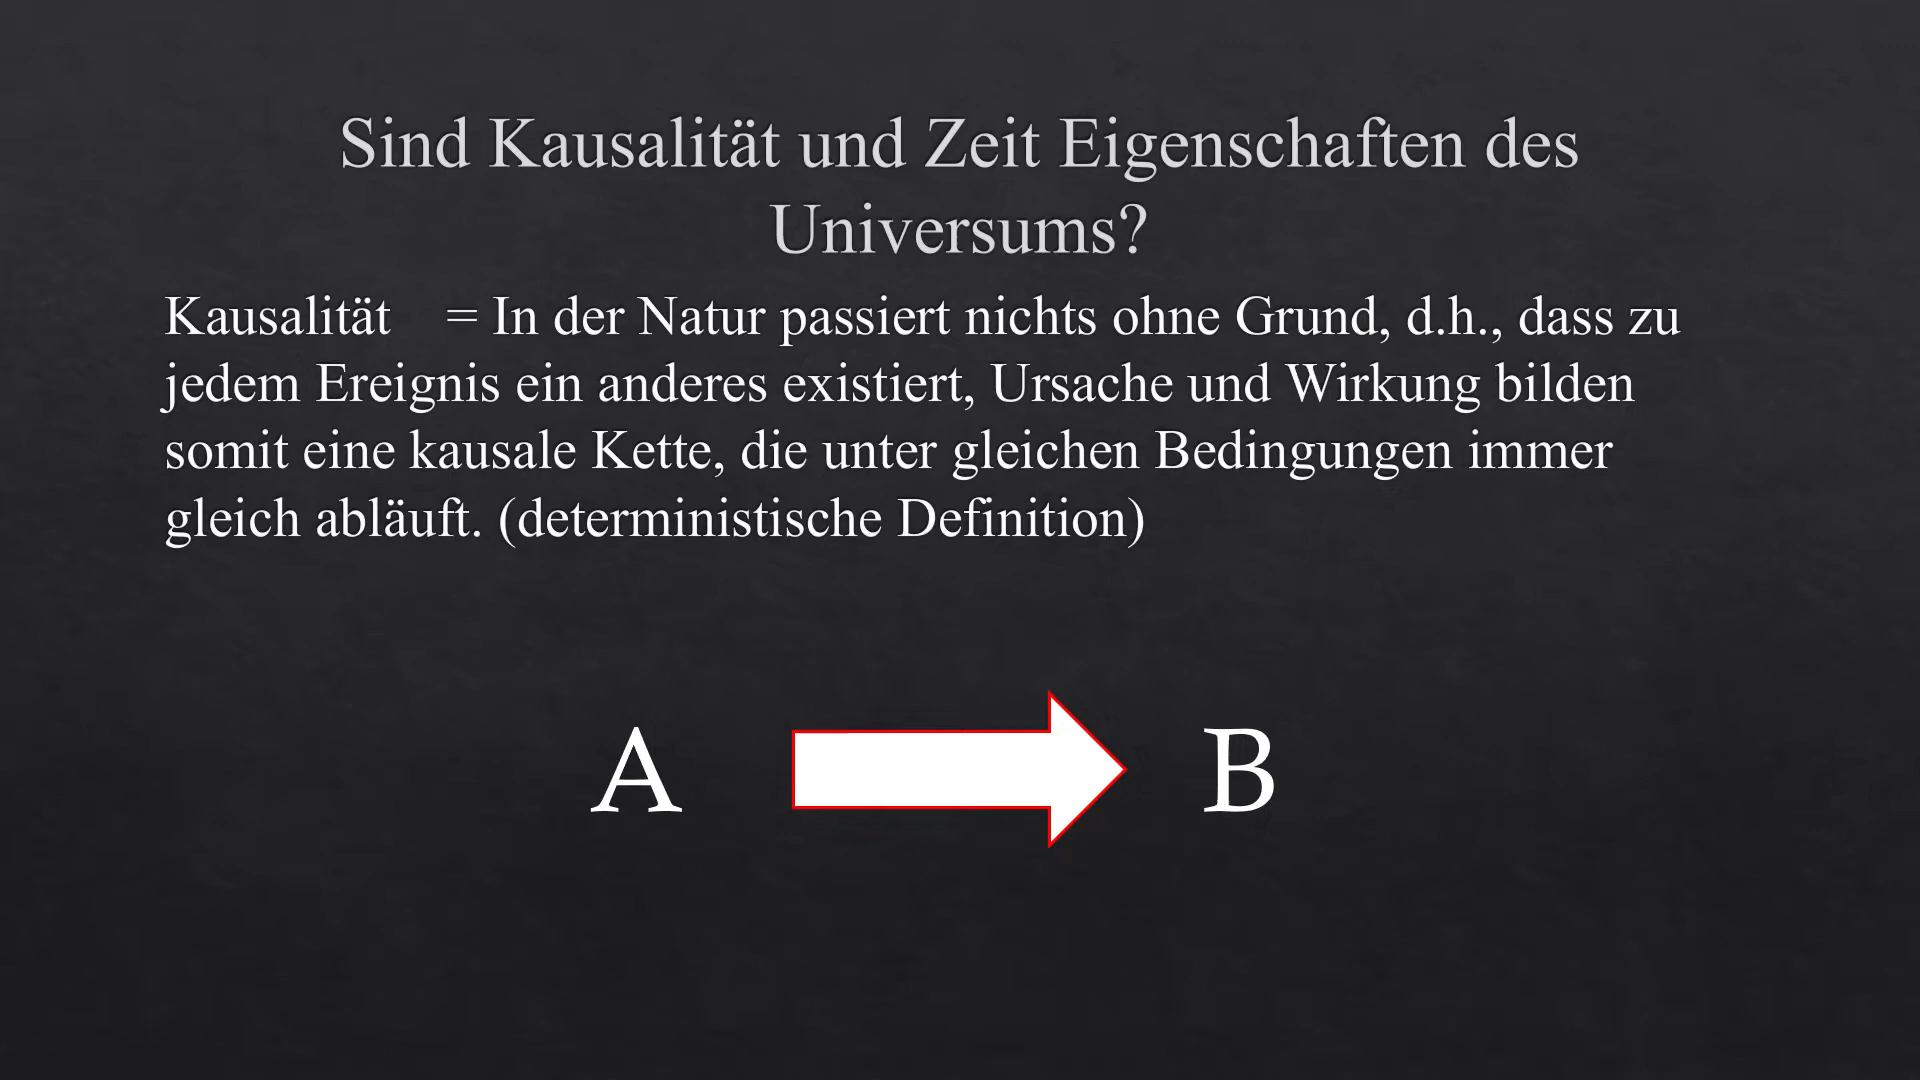 Sind Kausalität und Zeit Eigenschaften des
Universums?
Kausalität = In der Natur passiert nichts ohne Grund, d.h., dass zu
jedem Ereignis ein anderes existiert, Ursache und Wirkung bilden
somit eine kausale Kette, die unter gleichen Bedingungen immer
gleich abläuft. (deterministische Definition)
A B